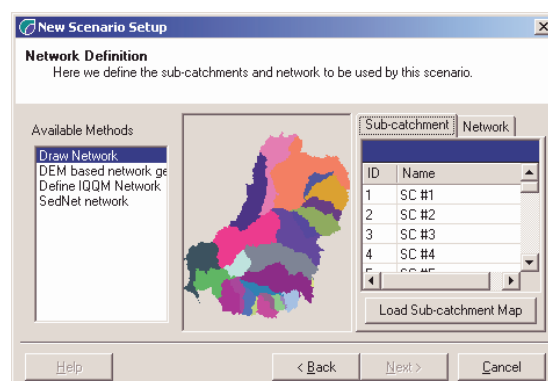 New Scenario Setup
Network Definition
Here we define the sub-catchments and network to be used by this scenario.
Available Methods
Draw Network
DEM based network ge
Define IQQM Network
SedNet network
Sub-catchment Network
ID Name
1 SC #1
2 SC #2
3 SC #3
4 SC #4
Load Sub-catchment Map
Help < Back Next > Cancel